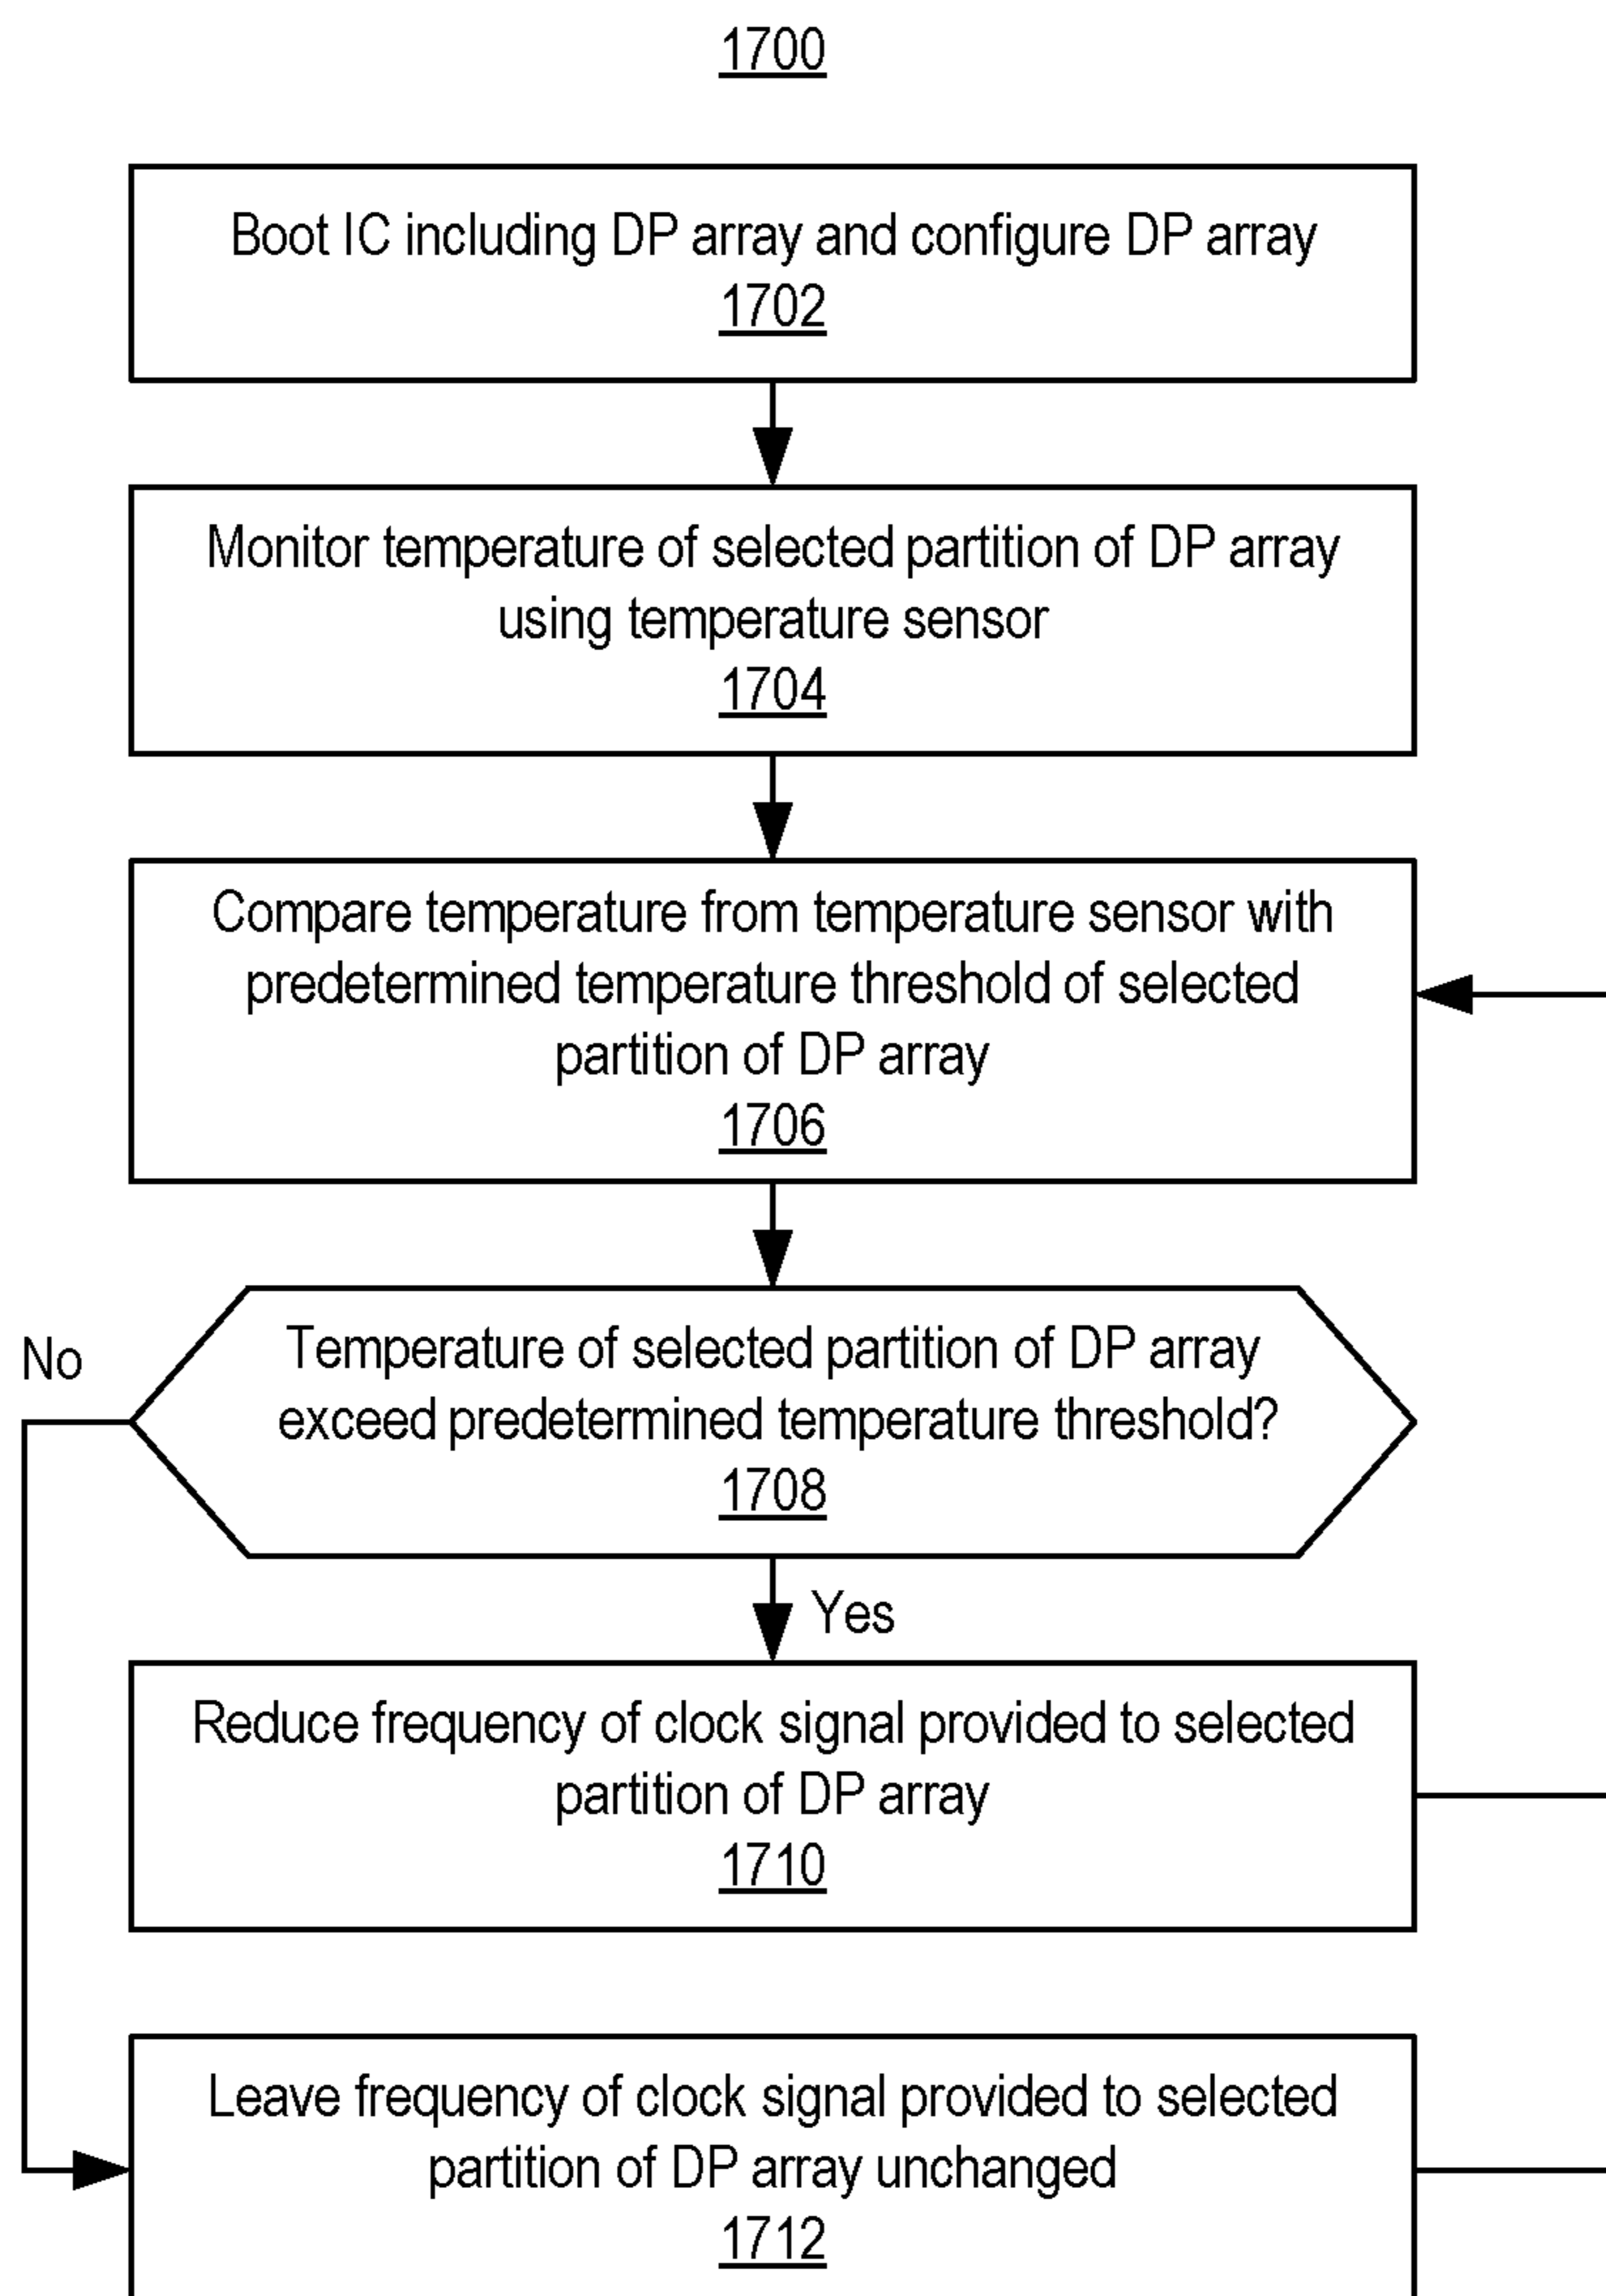 1700
Boot IC including DP array and configure DP array
1702
Monitor temperature of selected partition of DP array
using temperature sensor
1704
Compare temperature from temperature sensor with
predetermined temperature threshold of selected
partition of DP array
1706
No
Temperature of selected partition of DP array
exceed predetermined temperature threshold?
1708
Yes
Reduce frequency of clock signal provided to selected
partition of DP array
1710
Leave frequency of clock signal provided to selected
partition of DP array unchanged
1712